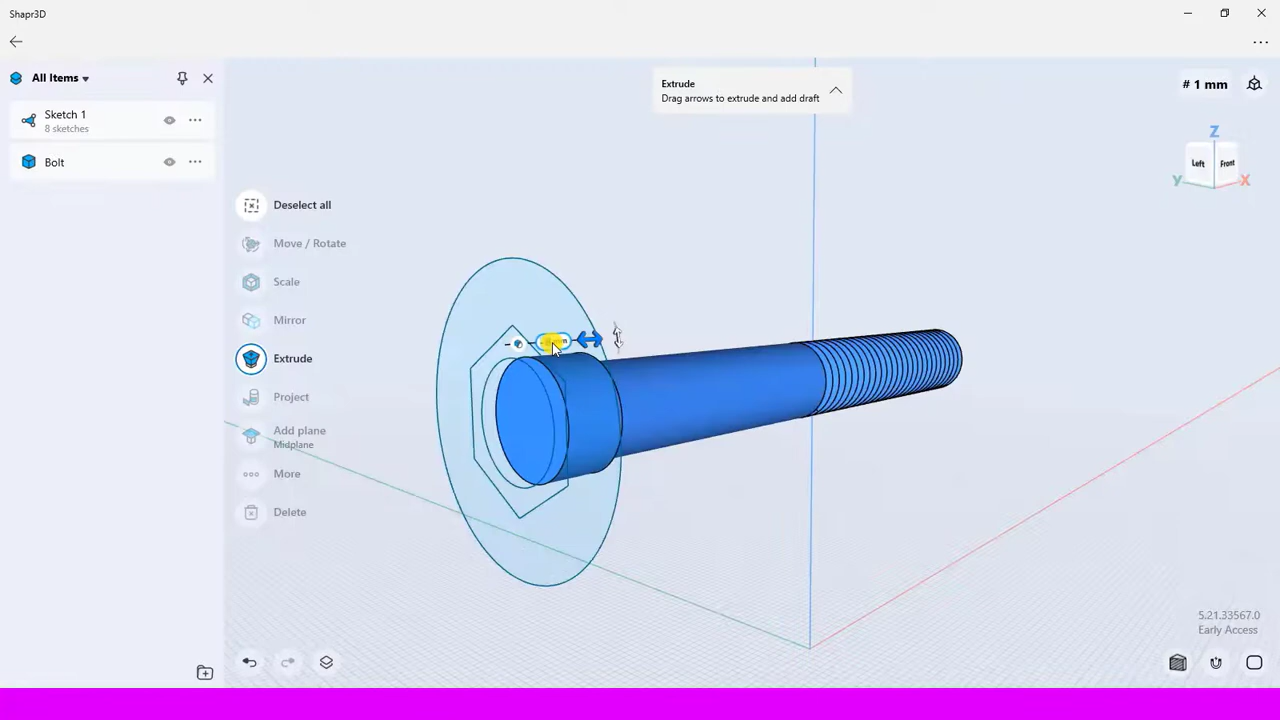 Shapr3D
All Items
Extrude
Drag arrows to extrude and add draft
# 1 mm
Sketch 1
8 sketches
Bolt
Z
Left
Front
Y
X
Deselect all
Move / Rotate
Scale
Mirror
Extrude
Project
Add plane
Midplane
More
Delete
5.21.33567.0
Early Access